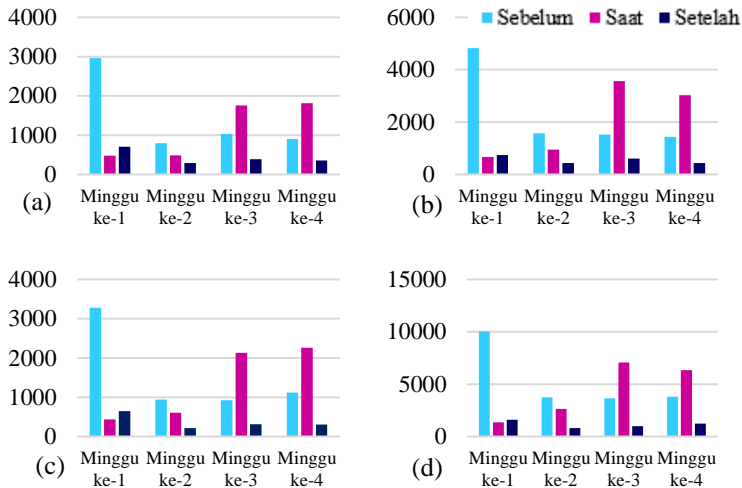 4000
3000
2000
1000
0
(a)
Minggu ke-1
Minggu ke-2
Minggu ke-3
Minggu ke-4
Sebelum Saat Setelah
6000
4000
2000
0
(b)
Minggu ke-1
Minggu ke-2
Minggu ke-3
Minggu ke-4
4000
3000
2000
1000
0
(c)
Minggu ke-1
Minggu ke-2
Minggu ke-3
Minggu ke-4
15000
10000
5000
0
(d)
Minggu ke-1
Minggu ke-2
Minggu ke-3
Minggu ke-4